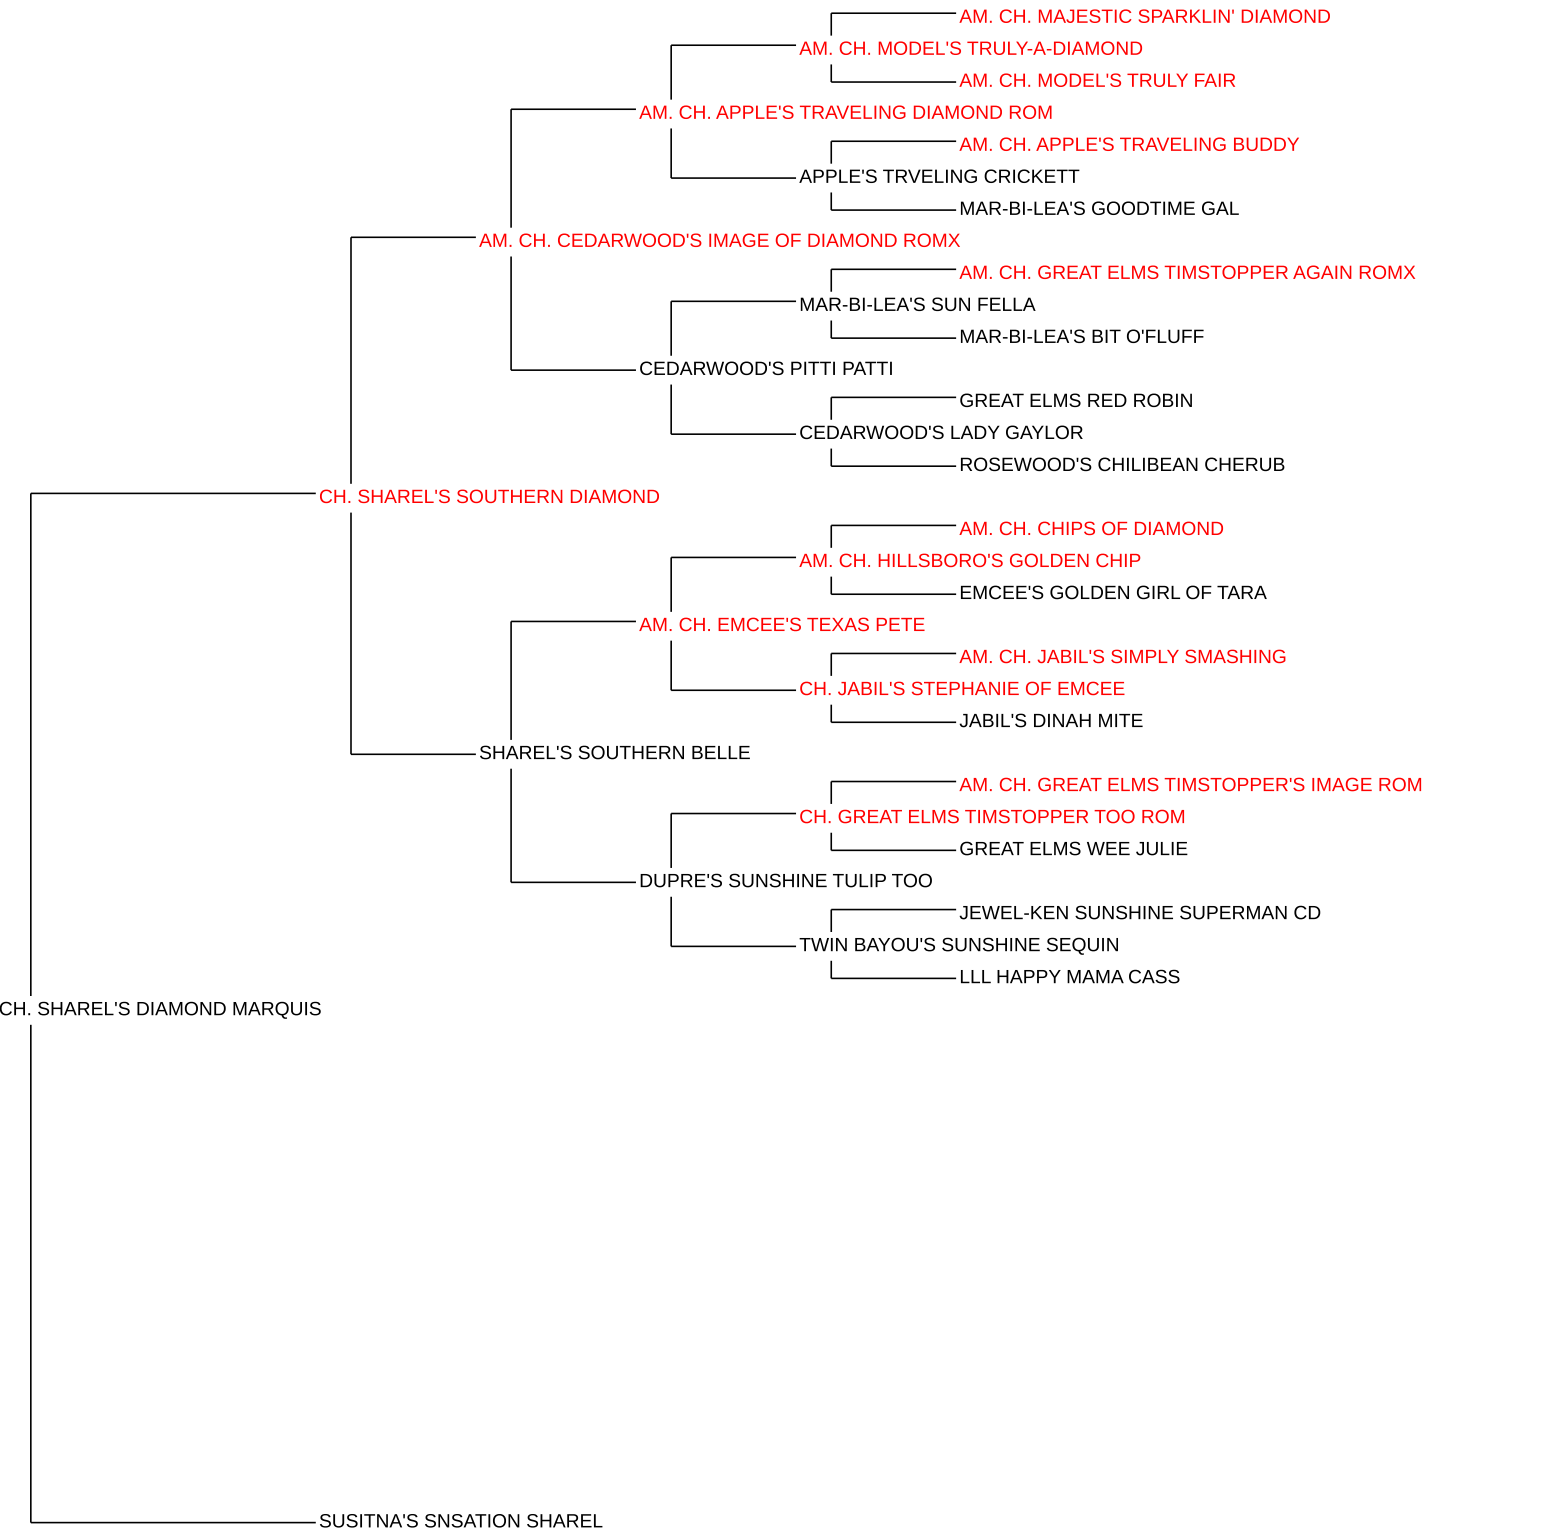 AM. CH. MAJESTIC SPARKLIN' DIAMOND
AM. CH. MODEL'S TRULY-A-DIAMOND
AM. CH. MODEL'S TRULY FAIR
AM. CH. APPLE'S TRAVELING DIAMOND ROM
AM. CH. APPLE'S TRAVELING BUDDY
APPLE'S TRVELING CRICKETT
MAR-BI-LEA'S GOODTIME GAL
AM. CH. CEDARWOOD'S IMAGE OF DIAMOND ROMX
AM. CH. GREAT ELMS TIMSTOPPER AGAIN ROMX
MAR-BI-LEA'S SUN FELLA
MAR-BI-LEA'S BIT O'FLUFF
CEDARWOOD'S PITTI PATTI
GREAT ELMS RED ROBIN
CEDARWOOD'S LADY GAYLOR
ROSEWOOD'S CHILIBEAN CHERUB
CH. SHAREL'S SOUTHERN DIAMOND
AM. CH. CHIPS OF DIAMOND
AM. CH. HILLSBORO'S GOLDEN CHIP
EMCEE'S GOLDEN GIRL OF TARA
AM. CH. EMCEE'S TEXAS PETE
AM. CH. JABIL'S SIMPLY SMASHING
CH. JABIL'S STEPHANIE OF EMCEE
JABIL'S DINAH MITE
SHAREL'S SOUTHERN BELLE
AM. CH. GREAT ELMS TIMSTOPPER'S IMAGE ROM
CH. GREAT ELMS TIMSTOPPER TOO ROM
GREAT ELMS WEE JULIE
DUPRE'S SUNSHINE TULIP TOO
JEWEL-KEN SUNSHINE SUPERMAN CD
TWIN BAYOU'S SUNSHINE SEQUIN
LLL HAPPY MAMA CASS
CH. SHAREL'S DIAMOND MARQUIS
SUSITNA'S SNSATION SHAREL